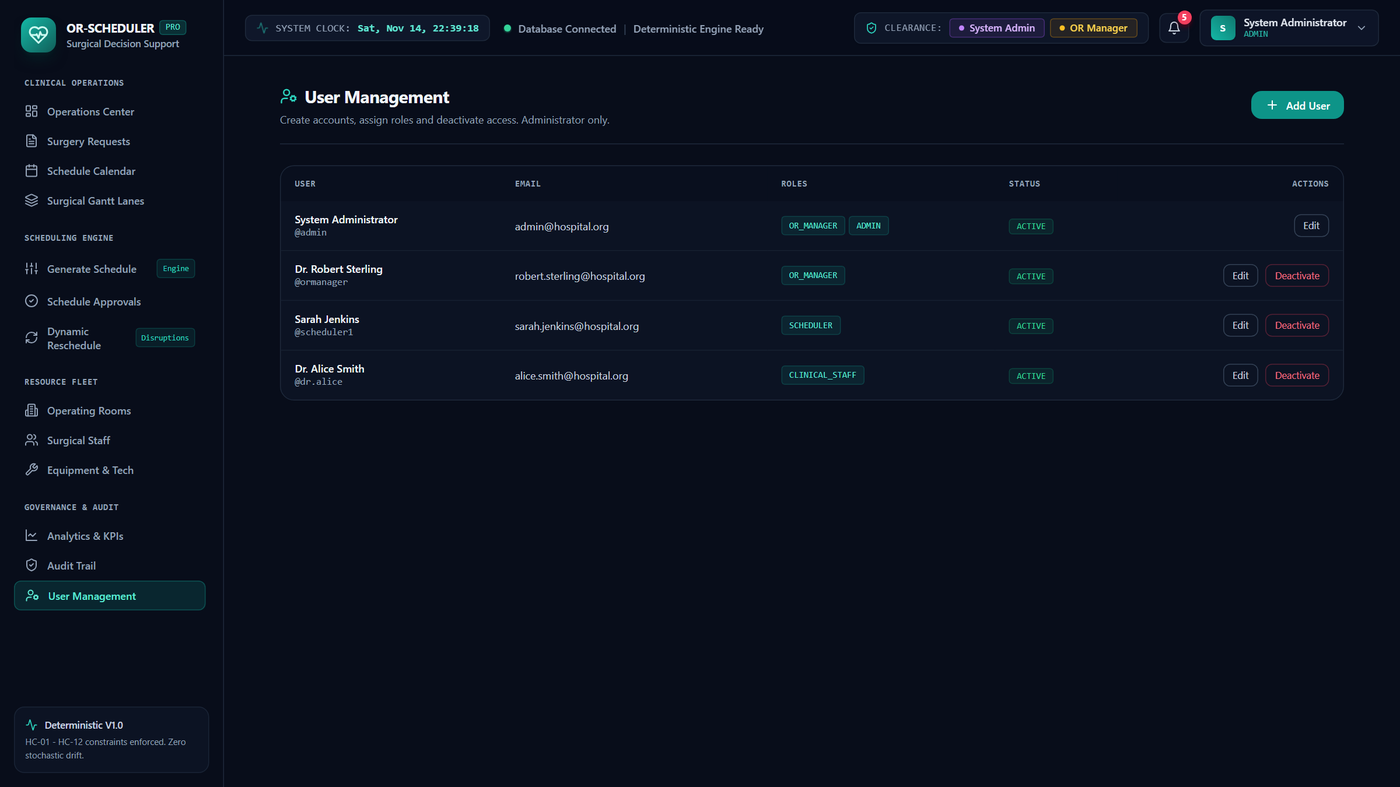 OR-SCHEDULER PRO
Surgical Decision Support
CLINICAL OPERATIONS
Operations Center
Surgery Requests
Schedule Calendar
Surgical Gantt Lanes
SCHEDULING ENGINE
Generate Schedule Engine
Schedule Approvals
Dynamic
Reschedule
Disruptions
RESOURCE FLEET
Operating Rooms
Surgical Staff
Equipment & Tech
GOVERNANCE & AUDIT
Analytics & KPIs
Audit Trail
User Management
Deterministic V1.0
HC-01 - HC-12 constraints enforced. Zero
stochastic drift.
SYSTEM CLOCK: Sat, Nov 14, 22:39:18
Database Connected | Deterministic Engine Ready
CLEARANCE: System Admin OR Manager
5
S
System Administrator
ADMIN
User Management
Create accounts, assign roles and deactivate access. Administrator only.
+ Add User
USER EMAIL ROLES STATUS ACTIONS
System Administrator
@admin
admin@hospital.org OR_MANAGER ADMIN ACTIVE Edit
Dr. Robert Sterling
@ormanager
robert.sterling@hospital.org OR_MANAGER ACTIVE Edit Deactivate
Sarah Jenkins
@scheduler1
sarah.jenkins@hospital.org SCHEDULER ACTIVE Edit Deactivate
Dr. Alice Smith
@dr.alice
alice.smith@hospital.org CLINICAL_STAFF ACTIVE Edit Deactivate